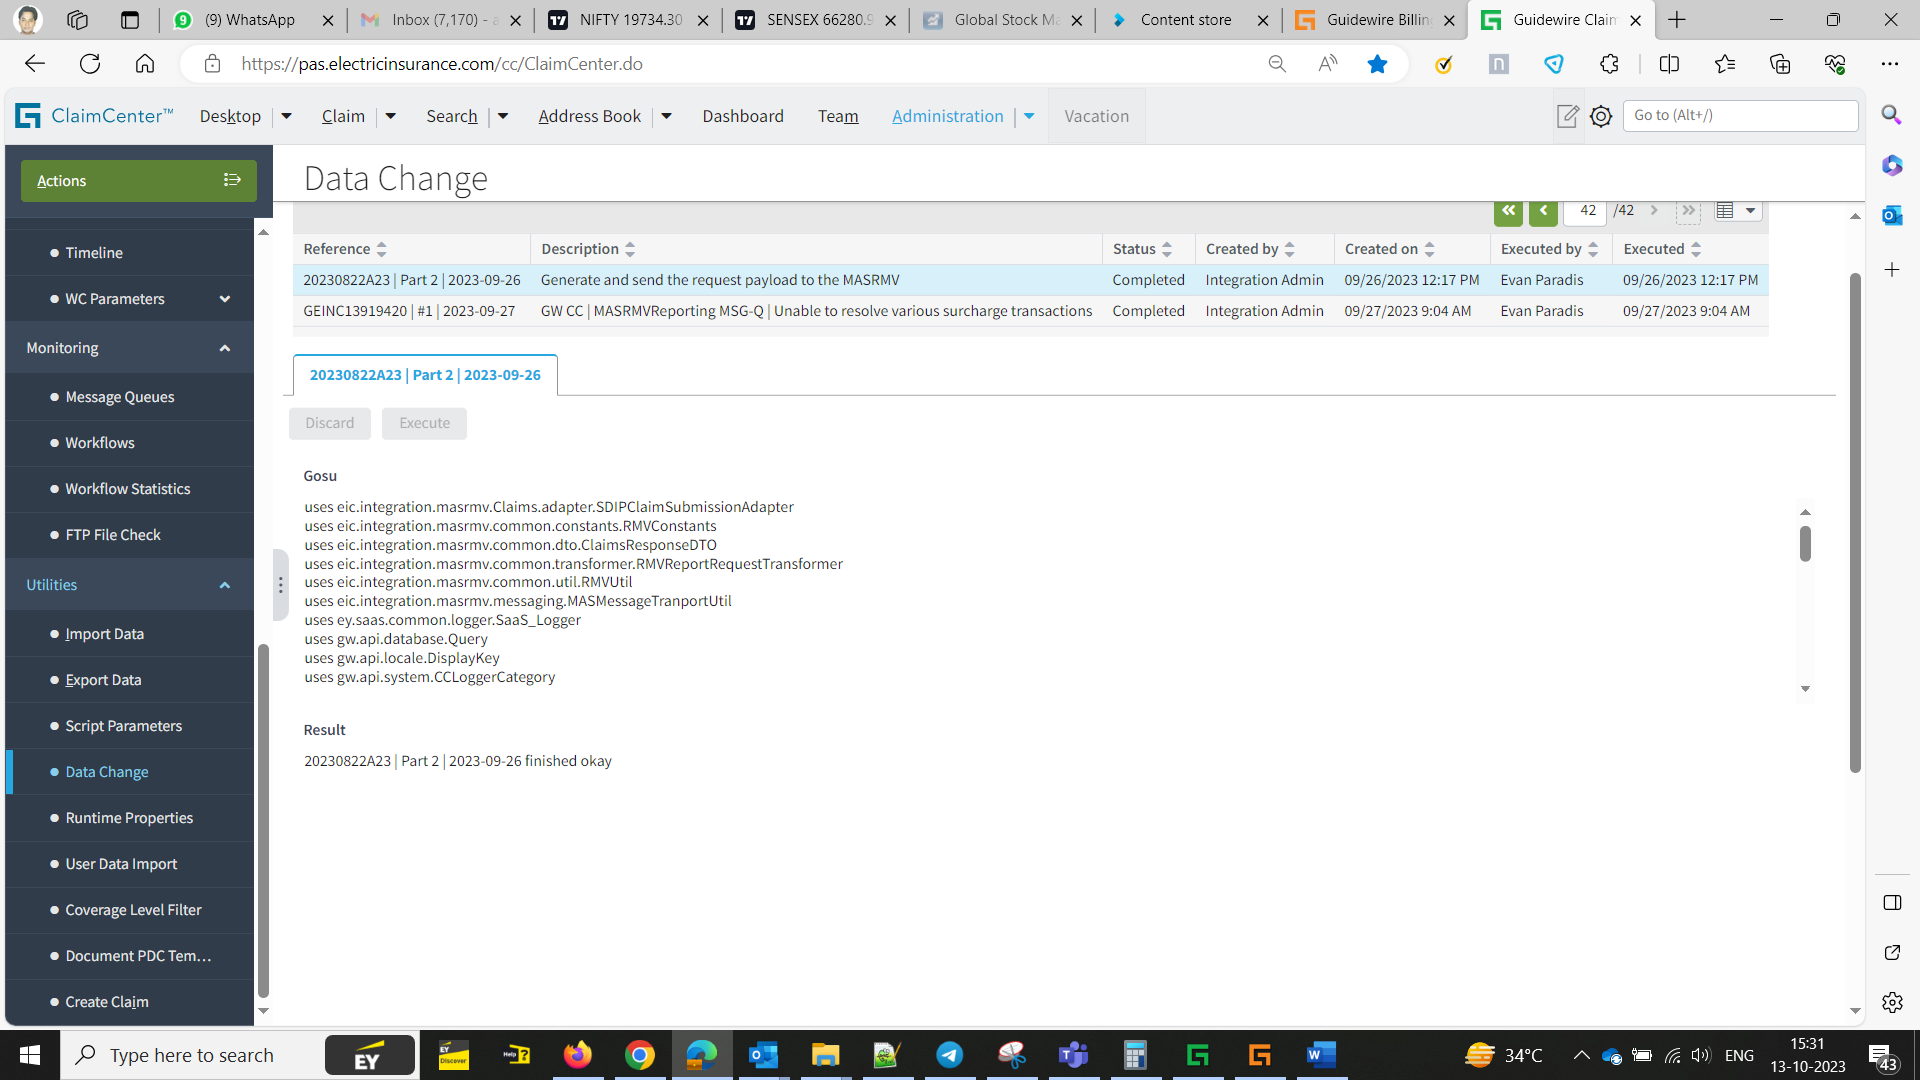 (9) WhatsApp
Inbox (7,170) - a
NIFTY 19734.30
SENSEX 66280.9
Global Stock Ma
Content store
Guidewire Billin
Guidewire Claim
https://pas.electricinsurance.com/cc/ClaimCenter.do
ClaimCenter™ Desktop Claim Search Address Book Dashboard Team Administration Vacation
Go to (Alt+/)
Actions
Timeline
WC Parameters
Monitoring
Message Queues
Workflows
Workflow Statistics
FTP File Check
Utilities
Import Data
Export Data
Script Parameters
Data Change
Runtime Properties
User Data Import
Coverage Level Filter
Document PDC Tem...
Create Claim
Data Change
42 /42
Reference Description Status Created by Created on Executed by Executed
20230822A23 | Part 2 | 2023-09-26 Generate and send the request payload to the MASRMV Completed Integration Admin 09/26/2023 12:17 PM Evan Paradis 09/26/2023 12:17 PM
GEINC13919420 | #1 | 2023-09-27 GW CC | MASRMVReporting MSG-Q | Unable to resolve various surcharge transactions Completed Integration Admin 09/27/2023 9:04 AM Evan Paradis 09/27/2023 9:04 AM
20230822A23 | Part 2 | 2023-09-26
Discard Execute
Gosu
uses eic.integration.masrmv.Claims.adapter.SDIPClaimSubmissionAdapter
uses eic.integration.masrmv.common.constants.RMVConstants
uses eic.integration.masrmv.common.dto.ClaimsResponseDTO
uses eic.integration.masrmv.common.transformer.RMVReportRequestTransformer
uses eic.integration.masrmv.common.util.RMVUtil
uses eic.integration.masrmv.messaging.MASMessageTranportUtil
uses ey.saas.common.logger.SaaS_Logger
uses gw.api.database.Query
uses gw.api.locale.DisplayKey
uses gw.api.system.CCLoggerCategory
Result
20230822A23 | Part 2 | 2023-09-26 finished okay
Type here to search
EY
EY
Discover
Help ?
34°C
ENG
15:31
13-10-2023
43